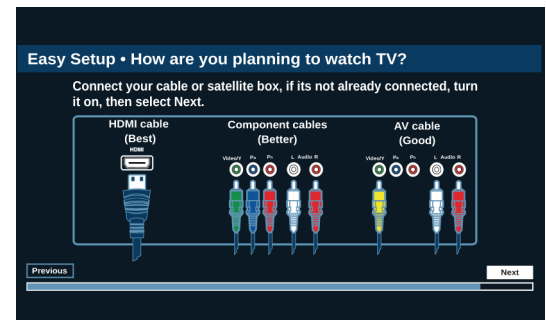 Easy Setup • How are you planning to watch TV?
Connect your cable or satellite box, if its not already connected, turn
it on, then select Next.
HDMI cable
(Best)
HDMI
Component cables
(Better)
Video/Y PB PR L Audio R
AV cable
(Good)
Video/Y PB PR L Audio R
Previous
Next